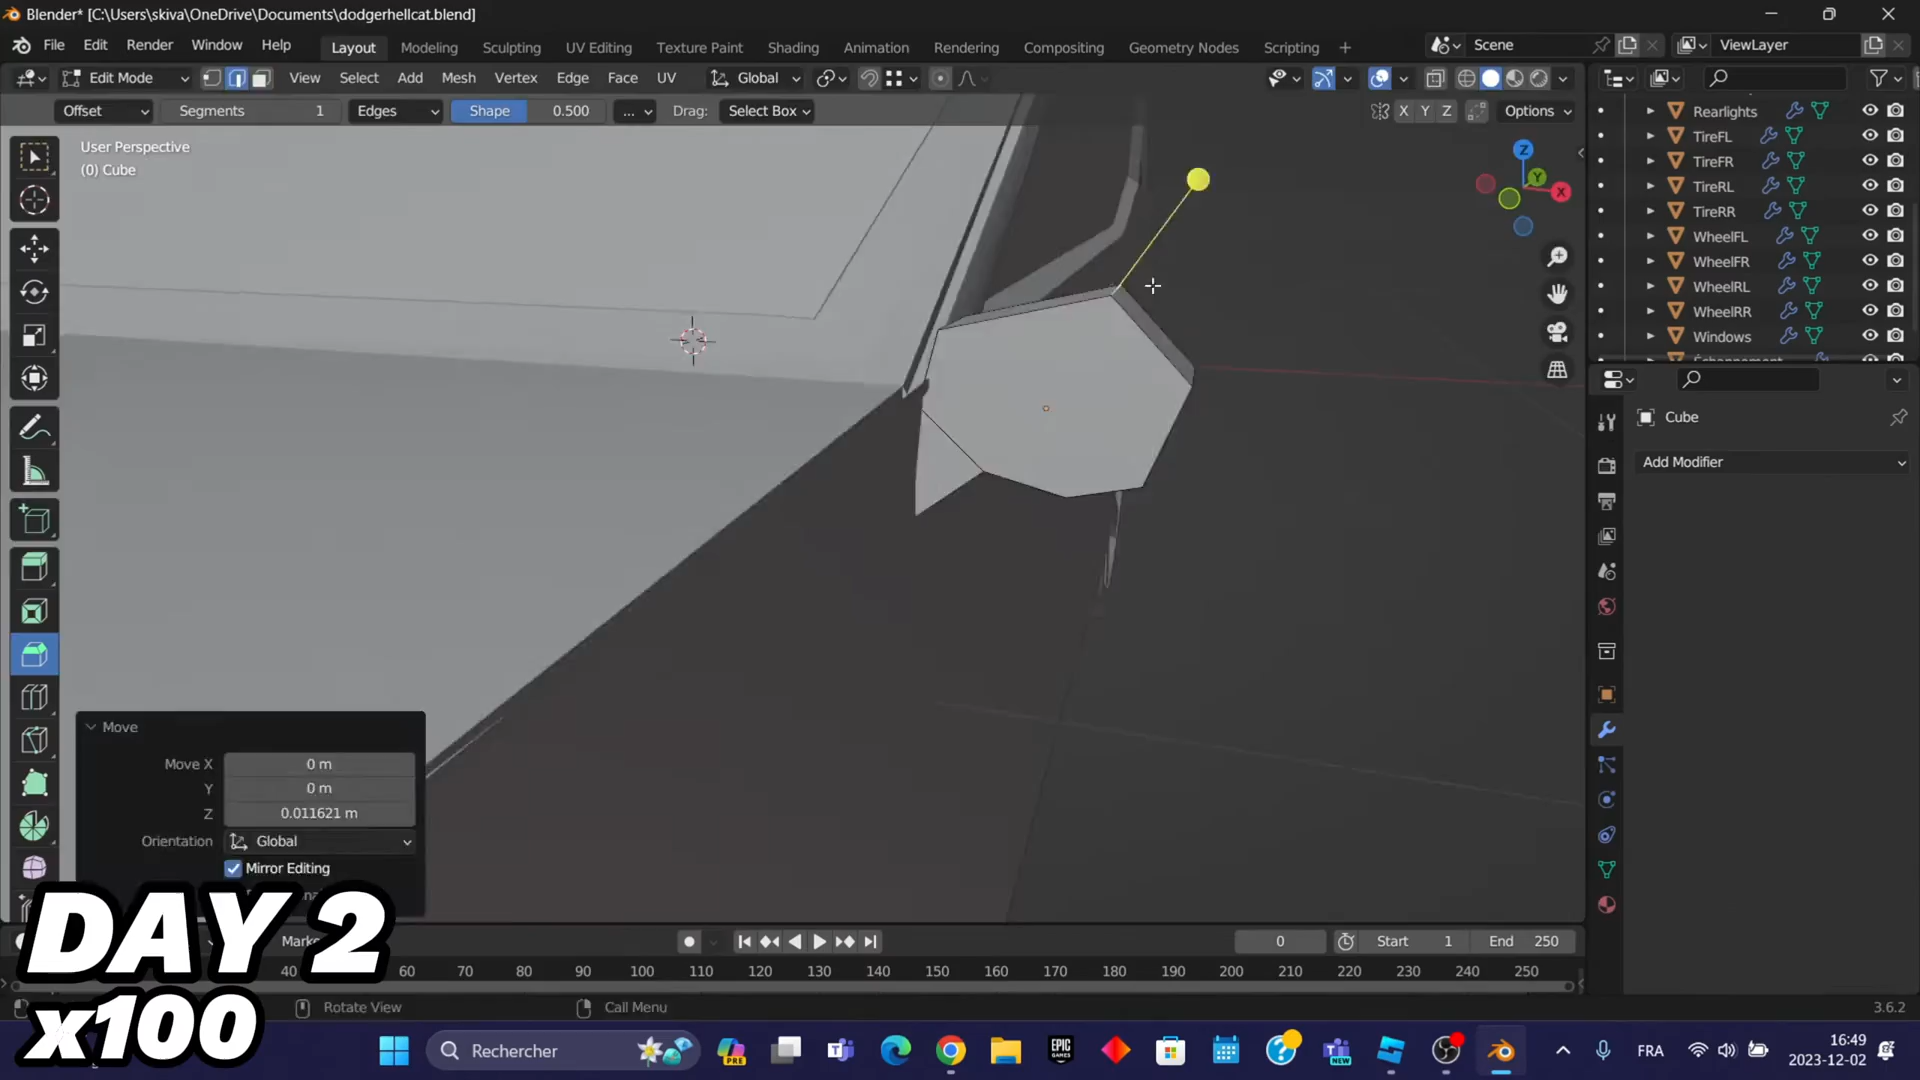 Blender* [C:\Users\skiva\OneDrive\Documents\dodgerhellcat.blend]
File Edit Render Window Help
Layout Modeling Sculpting UV Editing Texture Paint Shading Animation Rendering Compositing Geometry Nodes Scripting +
Scene
ViewLayer
Edit Mode View Select Add Mesh Vertex Edge Face UV Global
Offset Segments 1 Edges Shape 0.500 ... Drag: Select Box
X Y Z Options
User Perspective
(0) Cube
Z
Y
X
Rearlights
TireFL
TireFR
TireRL
TireRR
WheelFL
WheelFR
WheelRL
WheelRR
Windows
Échappement
Cube
Add Modifier
Move
Move X 0 m
Y 0 m
Z 0.011621 m
Orientation Global
Mirror Editing
DAY 2
x100
0 Start 1 End 250
40 60 70 80 90 100 110 120 130 140 150 160 170 180 190 200 210 220 230 240 250
Rotate View Call Menu 3.6.2
Rechercher
PRE
EPIC GAMES
NEW
FRA
16:49
2023-12-02